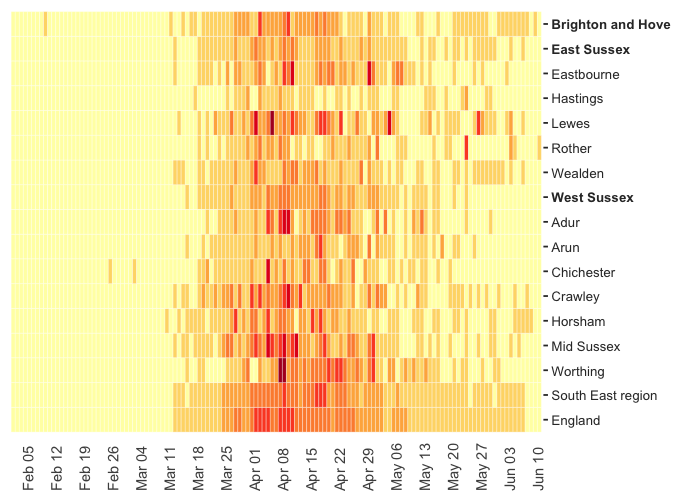 Brighton and Hove
East Sussex
Eastbourne
Hastings
Lewes
Rother
Wealden
West Sussex
Adur
Arun
Chichester
Crawley
Horsham
Mid Sussex
Worthing
South East region
England
Feb 05
Feb 12
Feb 19
Feb 26
Mar 04
Mar 11
Mar 18
Mar 25
Apr 01
Apr 08
Apr 15
Apr 22
Apr 29
May 06
May 13
May 20
May 27
Jun 03
Jun 10